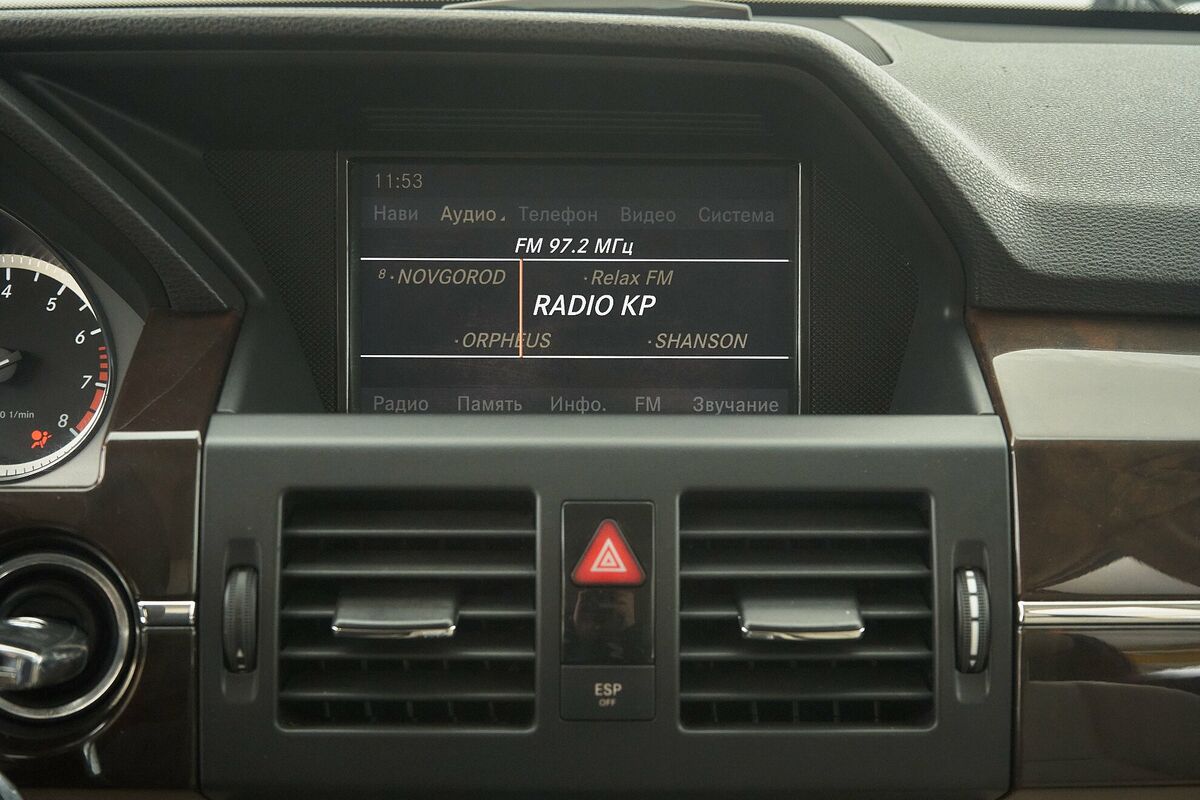 11:53
Нави Аудио Телефон Видео Система
FM 97.2 МГц
8 · NOVGOROD · Relax FM
RADIO KP
· ORPHEUS · SHANSON
Радио Память Инфо. FM Звучание
4
5
6
7
0 1/min
8
ESP
OFF